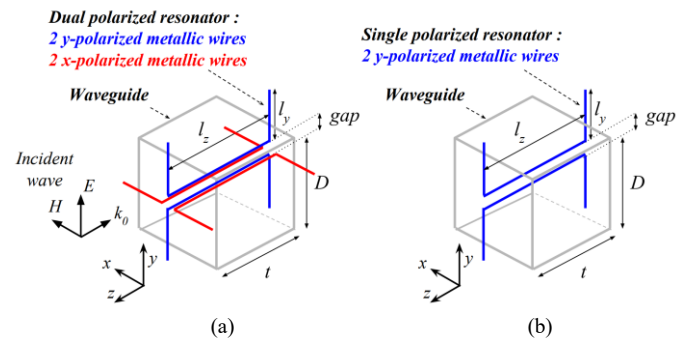 Dual polarized resonator :
2 y-polarized metallic wires
2 x-polarized metallic wires
Waveguide
l_y
gap
l_z
Incident
wave
E
H
k_0
D
y
x
z
t
(a)
Single polarized resonator :
2 y-polarized metallic wires
Waveguide
l_y
gap
l_z
D
y
x
z
t
(b)